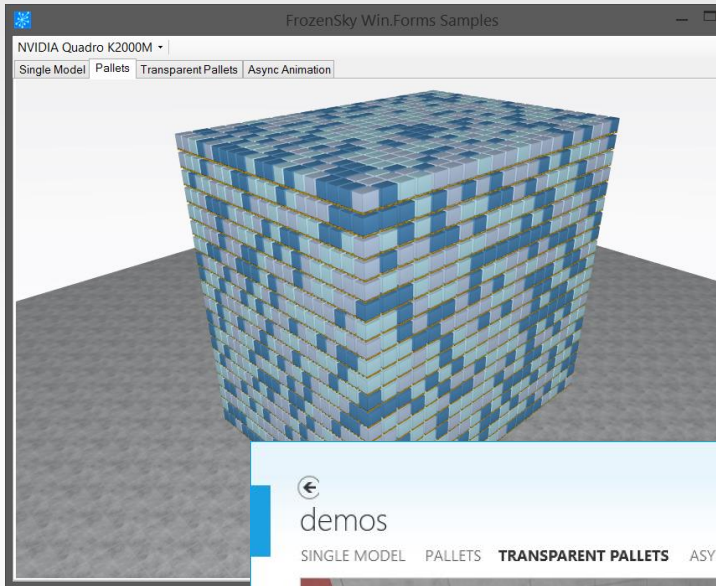 FrozenSky Win.Forms Samples
NVIDIA Quadro K2000M
Single Model Pallets Transparent Pallets Async Animation
demos
SINGLE MODEL PALLETS TRANSPARENT PALLETS ASY